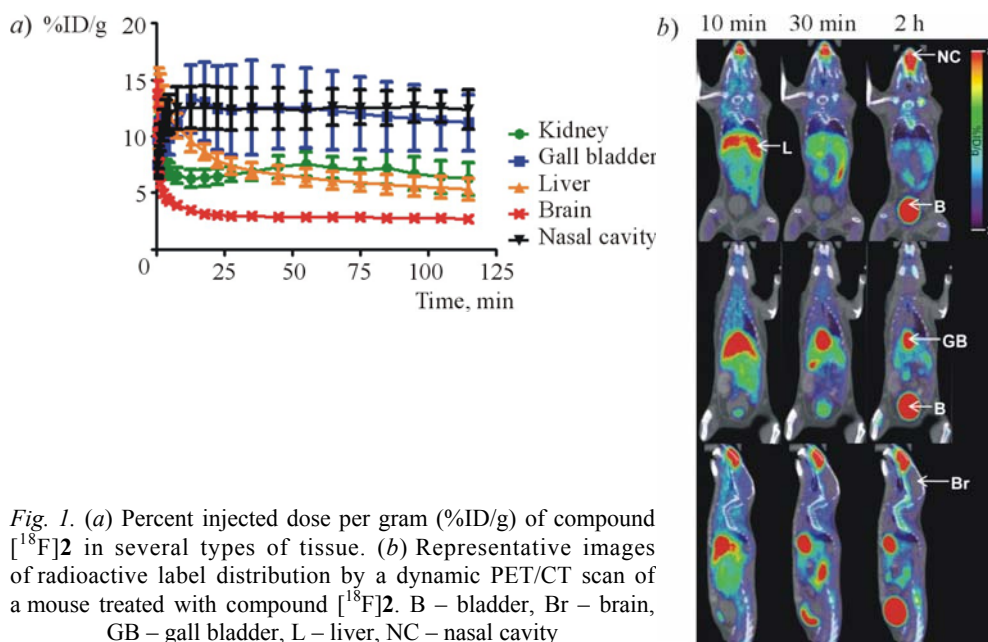 a) %ID/g
20
15
10
5
0 25 50 75 100 125
Time, min
Kidney
Gall bladder
Liver
Brain
Nasal cavity
b) 10 min 30 min 2 h
NC
%ID/g
L
B
GB
B
Br
Fig. 1. (a) Percent injected dose per gram (%ID/g) of compound
[¹⁸F]2 in several types of tissue. (b) Representative images
of radioactive label distribution by a dynamic PET/CT scan of
a mouse treated with compound [¹⁸F]2. B – bladder, Br – brain,
GB – gall bladder, L – liver, NC – nasal cavity